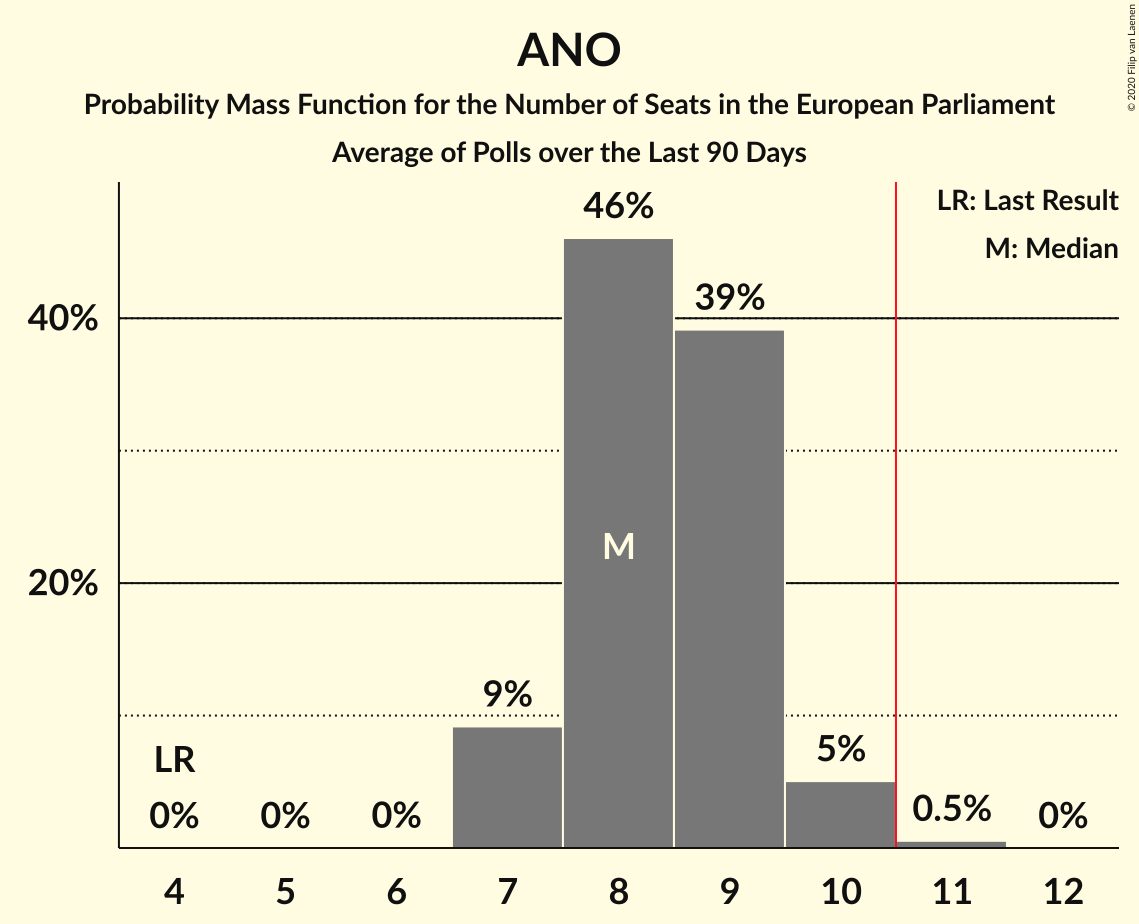 ANO
Probability Mass Function for the Number of Seats in the European Parliament
Average of Polls over the Last 90 Days
© 2020 Filip van Laenen
LR: Last Result
M: Median
46%
39%
40%
M
20%
9%
5%
LR
0%
0%
0%
0.5%
0%
4
5
6
7
8
9
10
11
12